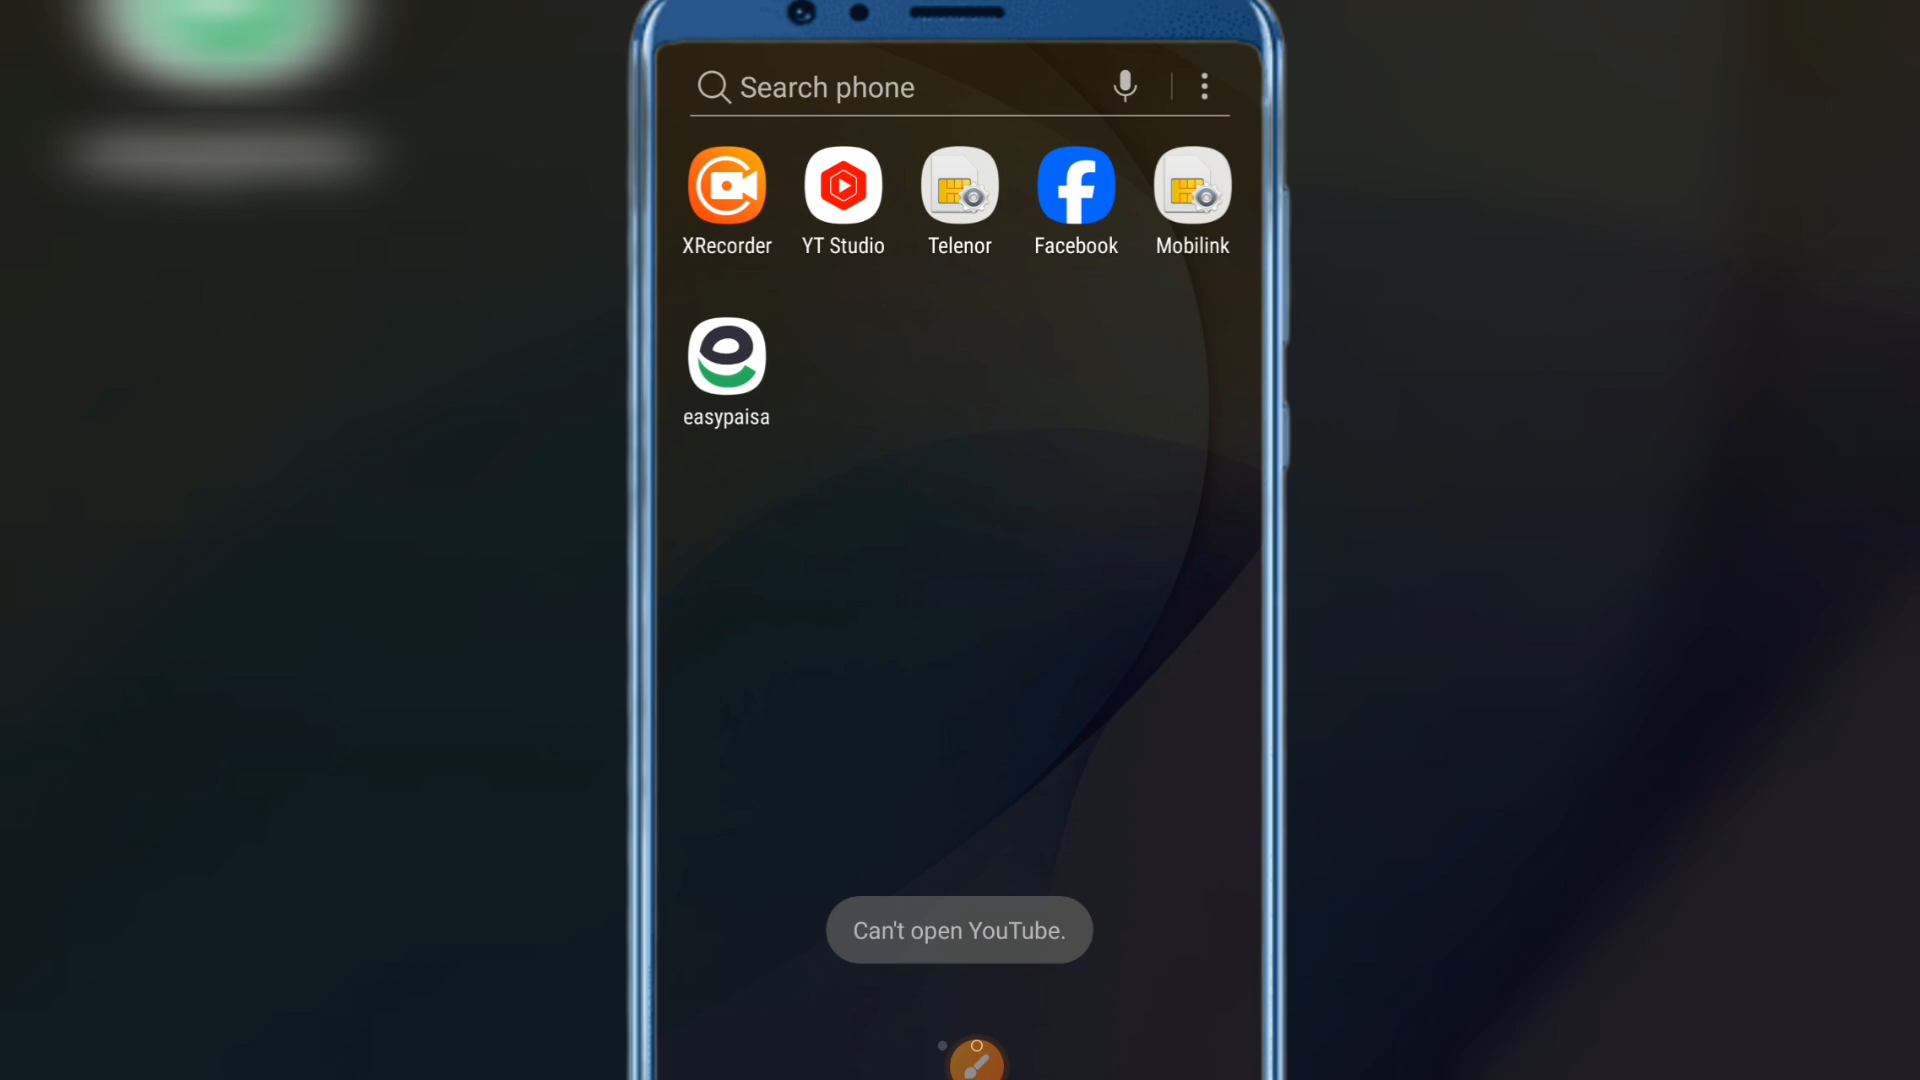 Search phone
XRecorder
YT Studio
Telenor
Facebook
Mobilink
easypaisa
Can't open YouTube.